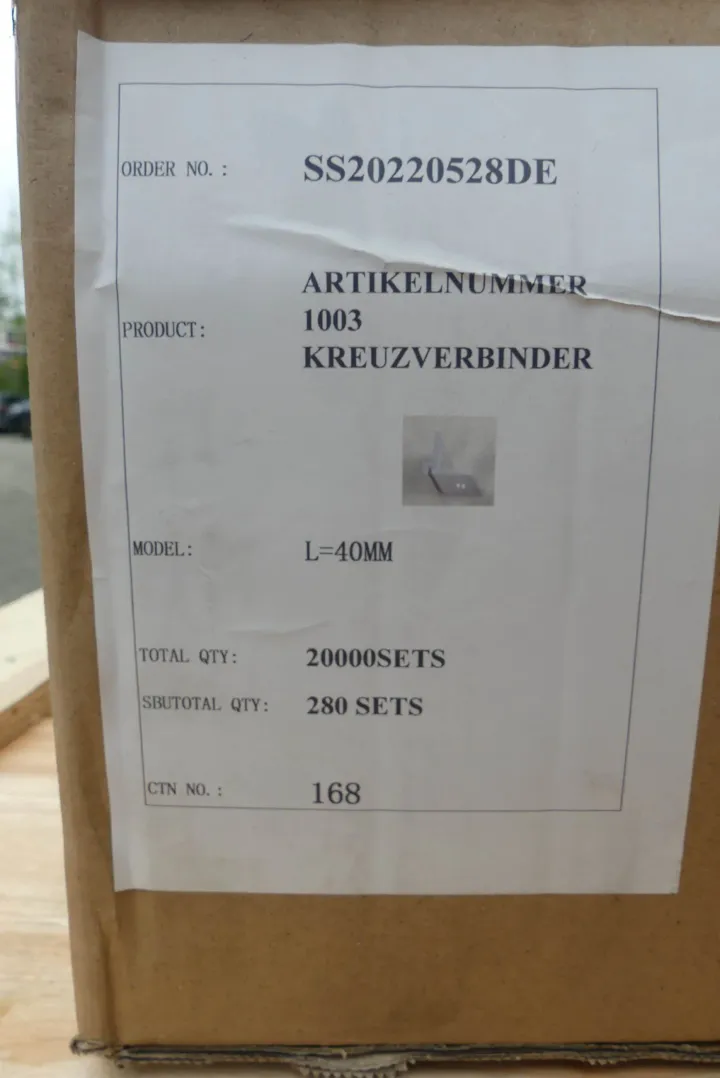 ORDER NO.: SS20220528DE
ARTIKELNUMMER
PRODUCT: 1003
KREUZVERBINDER
MODEL: L=40MM
TOTAL QTY: 20000SETS
SBUTOTAL QTY: 280 SETS
CTN NO.: 168